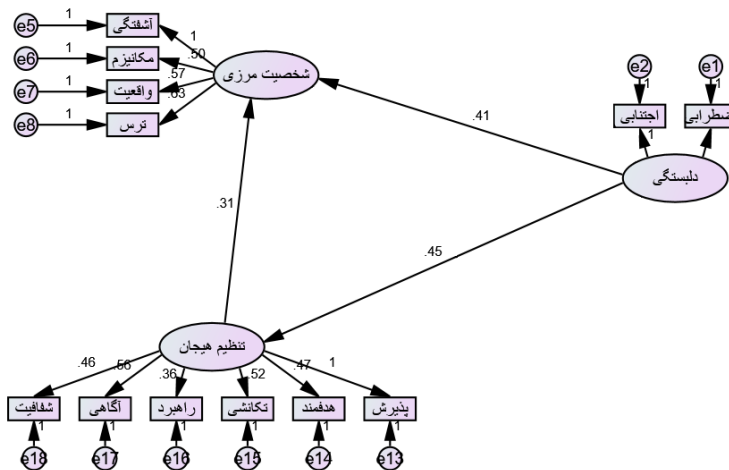 e5 1 آشفتگی
e6 1 مکانیزم
e7 1 واقعیت
e8 1 ترس
1
.50
.57
.63
شخصیت مرزی
e2 e1
1 1
اجتنابی ضطرابی
1
دلبستگی
.41
.31
.45
تنظیم هیجان
.46 .56 .36 .52 .47 1
شفافیت آگاهی راهبرد تکانشی هدفمند پذیرش
1 1 1 1 1 1
e18 e17 e16 e15 e14 e13